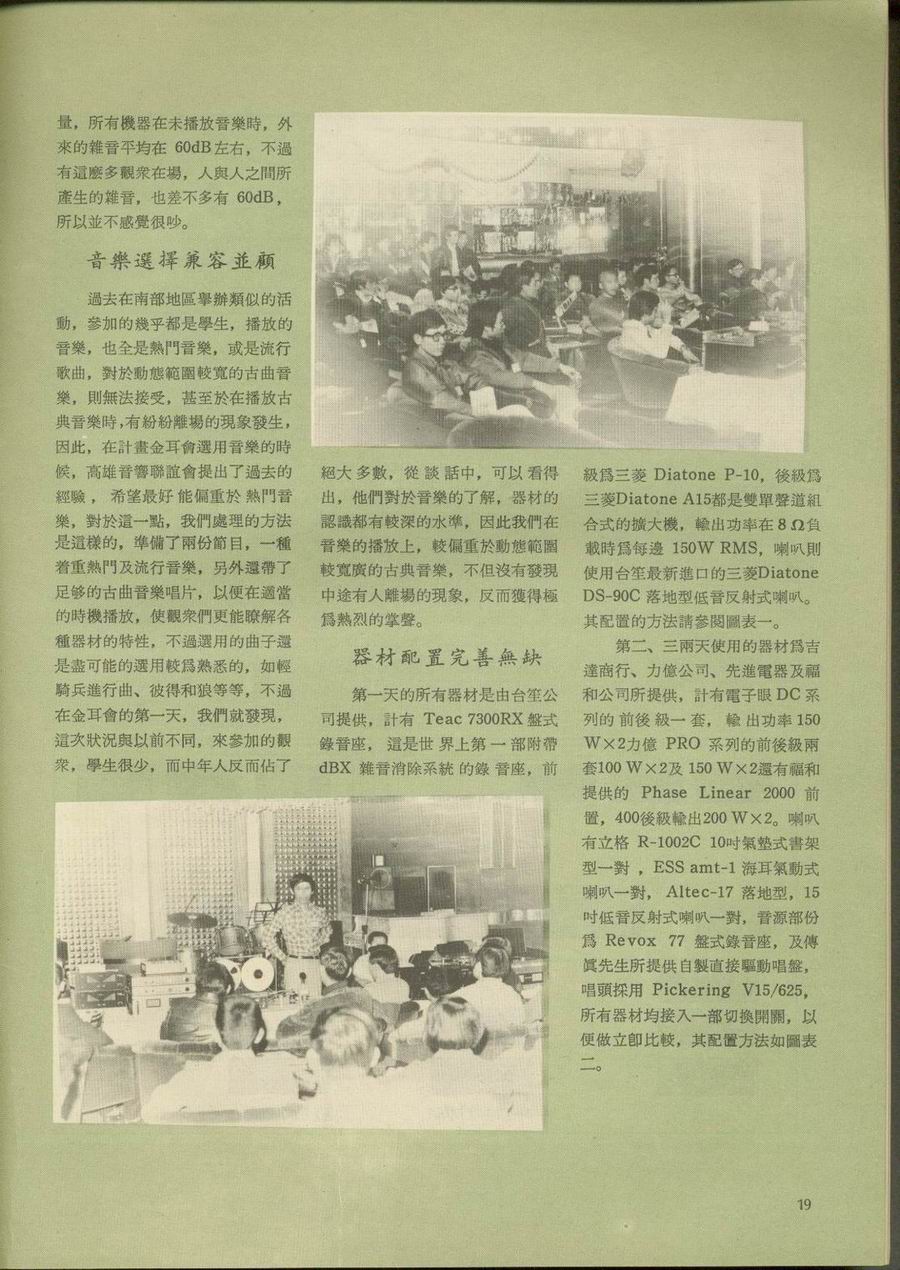 量，所有機器在未播放音樂時，外
來的雜音平均在 60dB左右，不過
有這麼多觀衆在場，人與人之間所
產生的雜音，也差不多有 60dB，
所以並不感覺很吵。
音樂選擇兼容並顧
過去在南部地區舉辦類似的活
動，參加的幾乎都是學生，播放的
音樂，也全是熱門音樂，或是流行
歌曲，對於動態範圍較寬的古曲音
樂，則無法接受，甚至於在播放古
典音樂時，有紛紛離場的現象發生，
因此，在計畫金耳會選用音樂的時
候，高雄音響聯誼會提出了過去的
經驗，希望最好能偏重於熱門音
樂，對於這一點，我們處理的方法
是這樣的，準備了兩份節目，一種
着重熱門及流行音樂，另外還帶了
足够的古曲音樂唱片，以便在適當
的時機播放，使觀衆們更能瞭解各
種器材的特性，不過選用的曲子還
是盡可能的選用較爲熟悉的，如輕
騎兵進行曲、彼得和狼等等，不過
在金耳會的第一天，我們就發現，
這次狀況與以前不同，來參加的觀
衆，學生很少，而中年人反而佔了
絕大多數，從談話中，可以看得
出，他們對於音樂的了解，器材的
認識都有較深的水準，因此我們在
音樂的播放上，較偏重於動態範圍
較寬廣的古典音樂，不但沒有發現
中途有人離場的現象，反而獲得極
爲熱烈的掌聲。
器材配置完善無缺
第一天的所有器材是由台笙公
司提供，計有 Teac 7300RX 盤式
錄音座，這是世界上第一部附帶
dBX 雜音消除系統的錄音座，前
級爲三菱 Diatone P-10，後級爲
三菱Diatone A15都是雙單聲道組
合式的擴大機，輸出功率在 8 Ω負
載時爲每邊 150W RMS，喇叭則
使用台笙最新進口的三菱Diatone
DS-90C 落地型低音反射式喇叭。
其配置的方法請參閱圖表一。
第二、三兩天使用的器材爲吉
達商行、力億公司、先進電器及福
和公司所提供，計有電子眼 DC 系
列的前後級一套，輸出功率 150
W×2力億 PRO 系列的前後級兩
套100 W×2及 150 W×2還有福和
提供的 Phase Linear 2000 前
置，400後級輸出200 W×2。喇叭
有立格 R-1002C 10吋氣墊式書架
型一對，ESS amt-1 海耳氣動式
喇叭一對，Altec-17 落地型，15
吋低音反射式喇叭一對，音源部份
爲 Revox 77 盤式錄音座，及傳
眞先生所提供自製直接驅動唱盤，
唱頭採用 Pickering V15/625，
所有器材均接入一部切換開關，以
便做立卽比較，其配置方法如圖表
二。
19